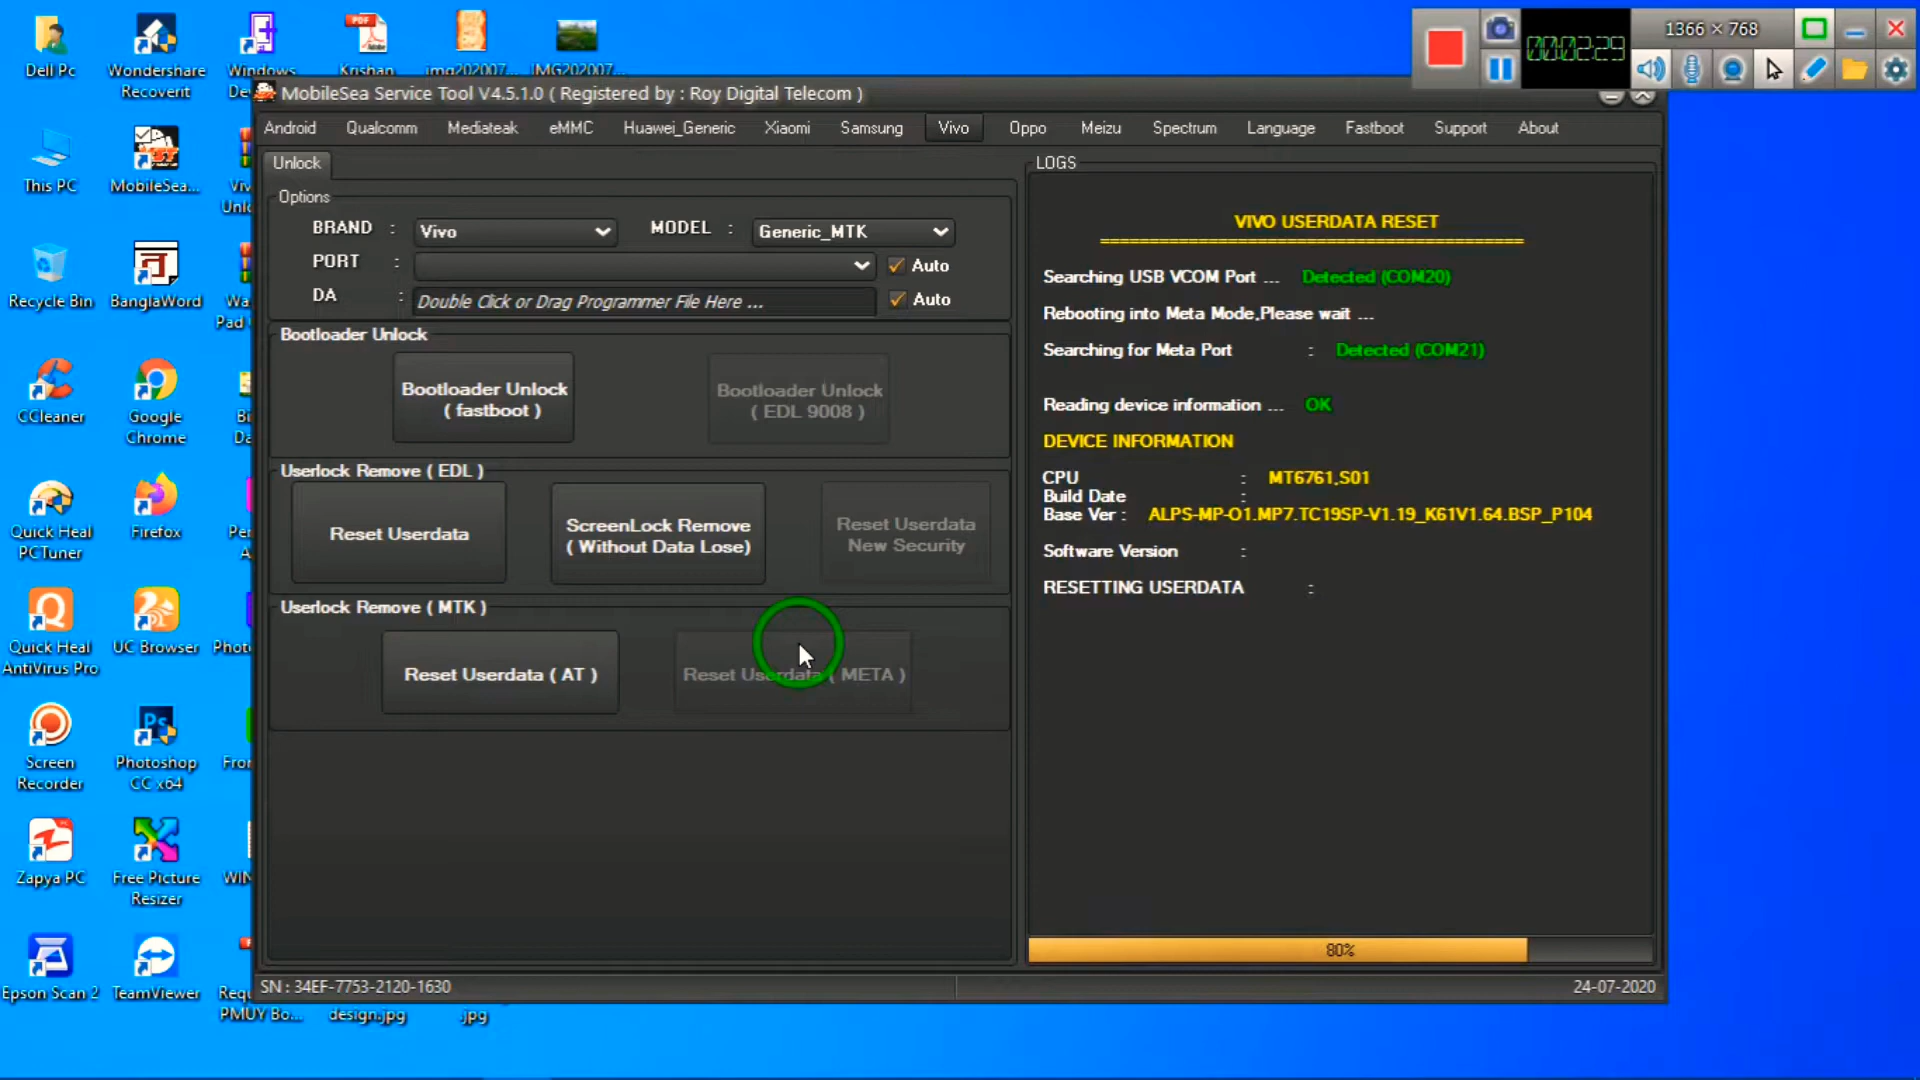 Dell Pc
Wondershare
Recoverit
Windows
Krishan
img202007...
IMG202007...
00:02:29
1366 × 768
MobileSea Service Tool V4.5.1.0 ( Registered by : Roy Digital Telecom )
Android Qualcomm Mediateak eMMC Huawei_Generic Xiaomi Samsung Vivo Oppo Meizu Spectrum Language Fastboot Support About
This PC
MobileSea...
Recycle Bin
BanglaWord
CCleaner
Google
Chrome
Quick Heal
PCTuner
Firefox
Quick Heal
AntiVirus Pro
UC Browser
Screen
Recorder
Photoshop
CC x64
Zapya PC
Free Picture
Resizer
Epson Scan 2
TeamViewer
PMUY Bo...
design.jpg
.jpg
Unlock
Options
BRAND : Vivo
MODEL : Generic_MTK
PORT : Auto
DA : Double Click or Drag Programmer File Here ... Auto
Bootloader Unlock
Bootloader Unlock
( fastboot )
Bootloader Unlock
( EDL 9008 )
Userlock Remove ( EDL )
Reset Userdata
ScreenLock Remove
( Without Data Lose)
Reset Userdata
New Security
Userlock Remove ( MTK )
Reset Userdata ( AT )
Reset Userdata ( META )
LOGS
VIVO USERDATA RESET
Searching USB VCOM Port ... Detected (COM20)
Rebooting into Meta Mode,Please wait ...
Searching for Meta Port : Detected (COM21)
Reading device information ... OK
DEVICE INFORMATION
CPU : MT6761,S01
Build Date :
Base Ver : ALPS-MP-O1.MP7.TC19SP-V1.19_K61V1.64.BSP_P104
Software Version :
RESETTING USERDATA :
80%
SN : 34EF-7753-2120-1630
24-07-2020